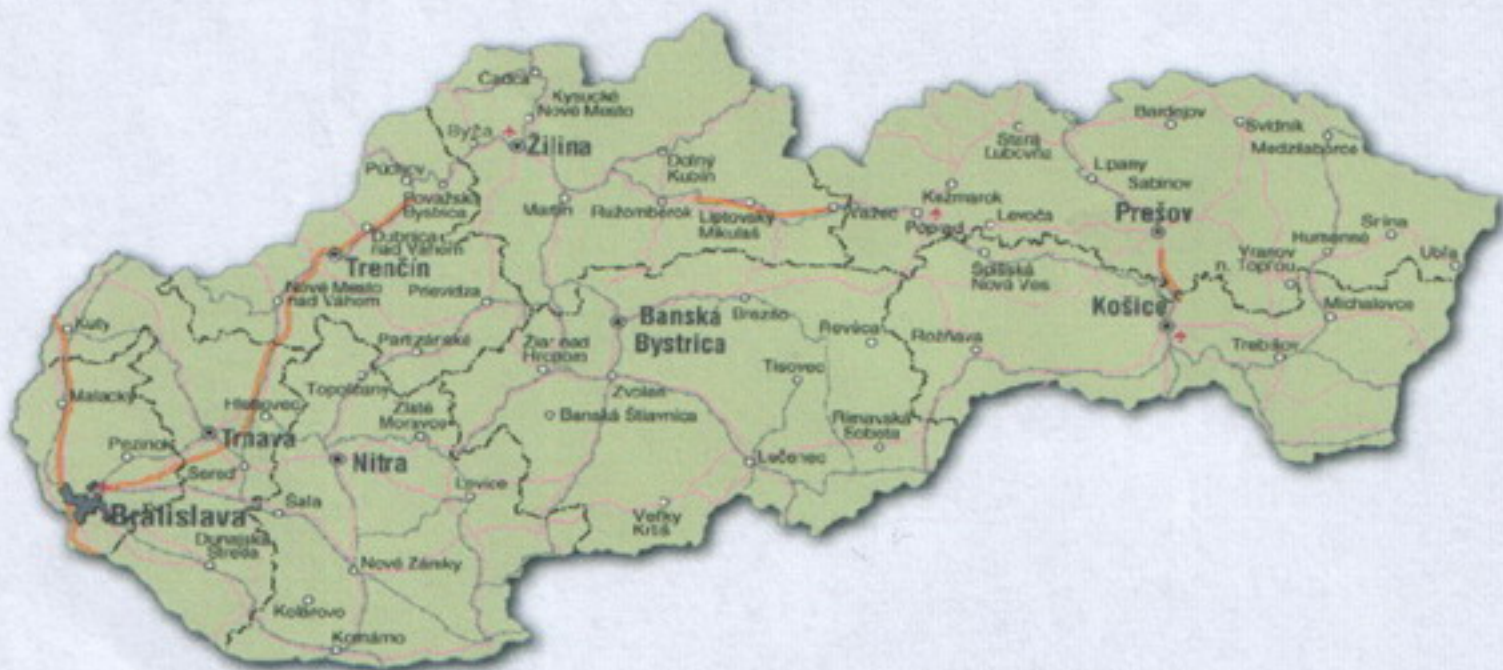 Čadca
Kysucké
Nové Mesto
Bytča
Žilina
Bardejov
Svidník
Medzilaborce
Stará
Ľubovňa
Dolný
Kubín
Lipany
Sabinov
Púchov
Považská
Bystrica
Martin
Ružomberok
Liptovský
Mikuláš
Važec
Kežmarok
Poprad
Levoča
Prešov
Snina
Humenné
Dubnica
nad Váhom
Trenčín
Spišská
Nová Ves
Vranov
n. Topľou
Ubľa
Nové Mesto
nad Váhom
Prievidza
Banská
Bystrica
Brezno
Košice
Michalovce
Kúty
Partizánske
Žiar nad
Hronom
Revúca
Rožňava
Trebišov
Tisovec
Topoľčany
Zvolen
Malacky
Hlohovec
Zlaté
Moravce
Banská Štiavnica
Rimavská
Sobota
Pezinok
Trnava
Sereď
Nitra
Lučenec
Levice
Bratislava
Šaľa
Veľký
Krtíš
Dunajská
Streda
Nové Zámky
Kolárovo
Komárno